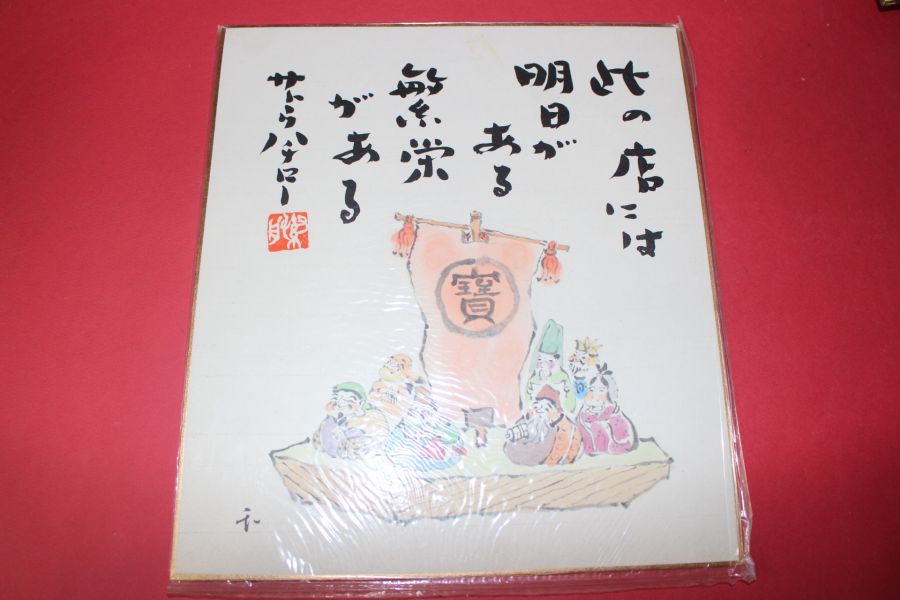 此の店には
明日が
ある
繁栄
がある
サトウハチロー
寶